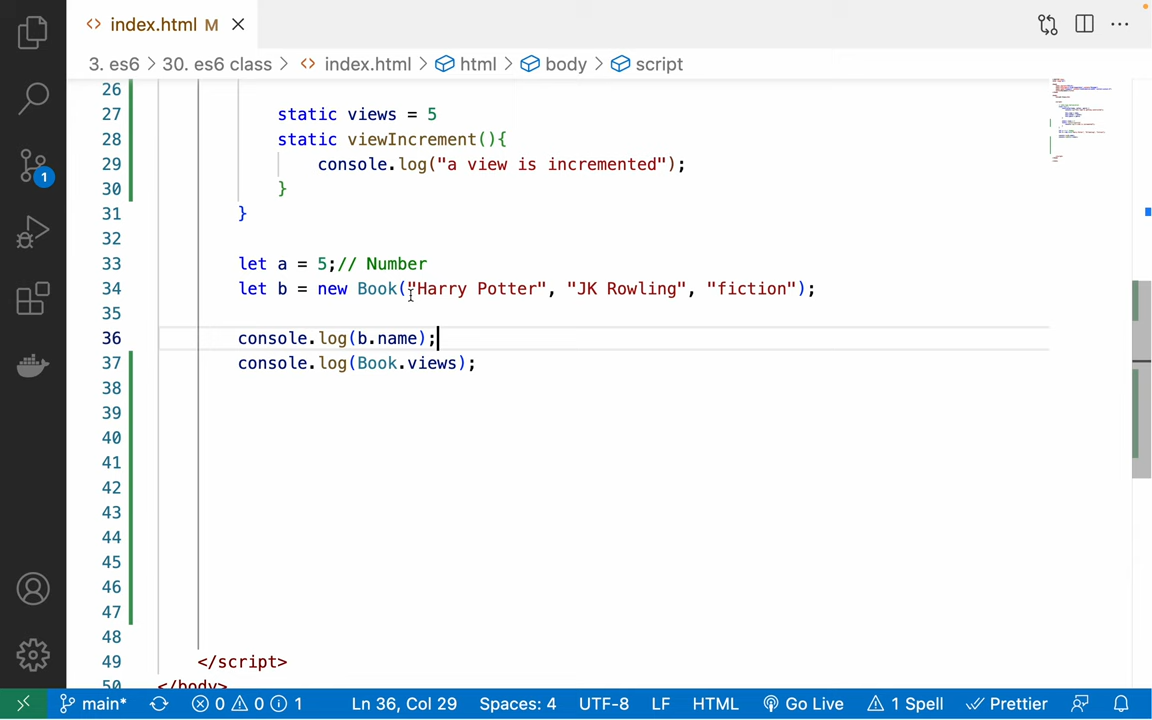 index.html M
3. es6 > 30. es6 class > index.html > html > body > script
26
27 static views = 5
28 static viewIncrement(){
29 console.log("a view is incremented");
30 }
31 }
32
33 let a = 5;// Number
34 let b = new Book("Harry Potter", "JK Rowling", "fiction");
35
36 console.log(b.name);
37 console.log(Book.views);
38
39
40
41
42
43
44
45
46
47
48
49 </script>
50 </body>
1
main* 0 0 1 Ln 36, Col 29 Spaces: 4 UTF-8 LF HTML Go Live 1 Spell Prettier